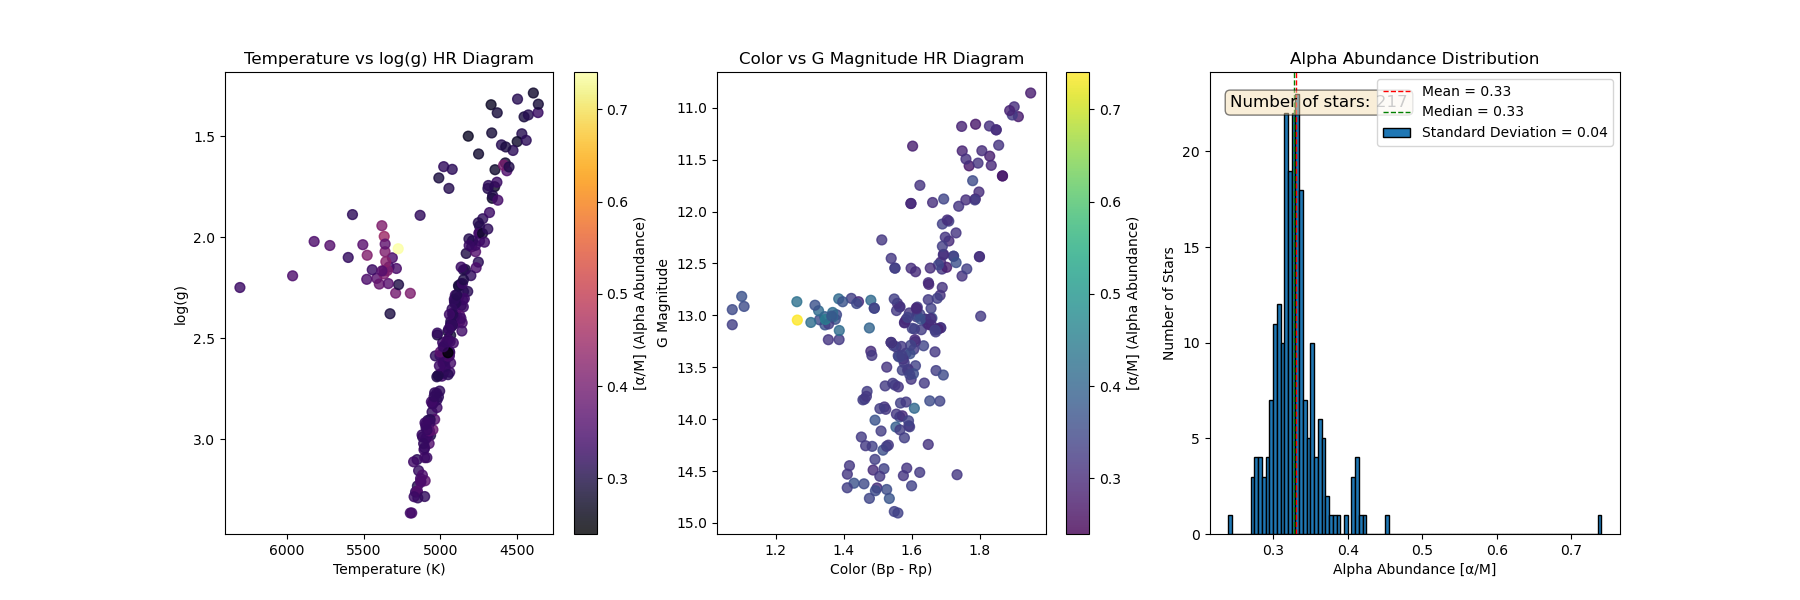 Temperature vs log(g) HR Diagram
log(g)
1.5
2.0
2.5
3.0
6000
5500
5000
4500
Temperature (K)
0.7
0.6
0.5
0.4
0.3
[α/M] (Alpha Abundance)
Color vs G Magnitude HR Diagram
G Magnitude
11.0
11.5
12.0
12.5
13.0
13.5
14.0
14.5
15.0
1.2
1.4
1.6
1.8
Color (Bp - Rp)
0.7
0.6
0.5
0.4
0.3
[α/M] (Alpha Abundance)
Alpha Abundance Distribution
Number of Stars
20
15
10
5
0
0.3
0.4
0.5
0.6
0.7
Alpha Abundance [α/M]
Number of stars: 217
Mean = 0.33
Median = 0.33
Standard Deviation = 0.04